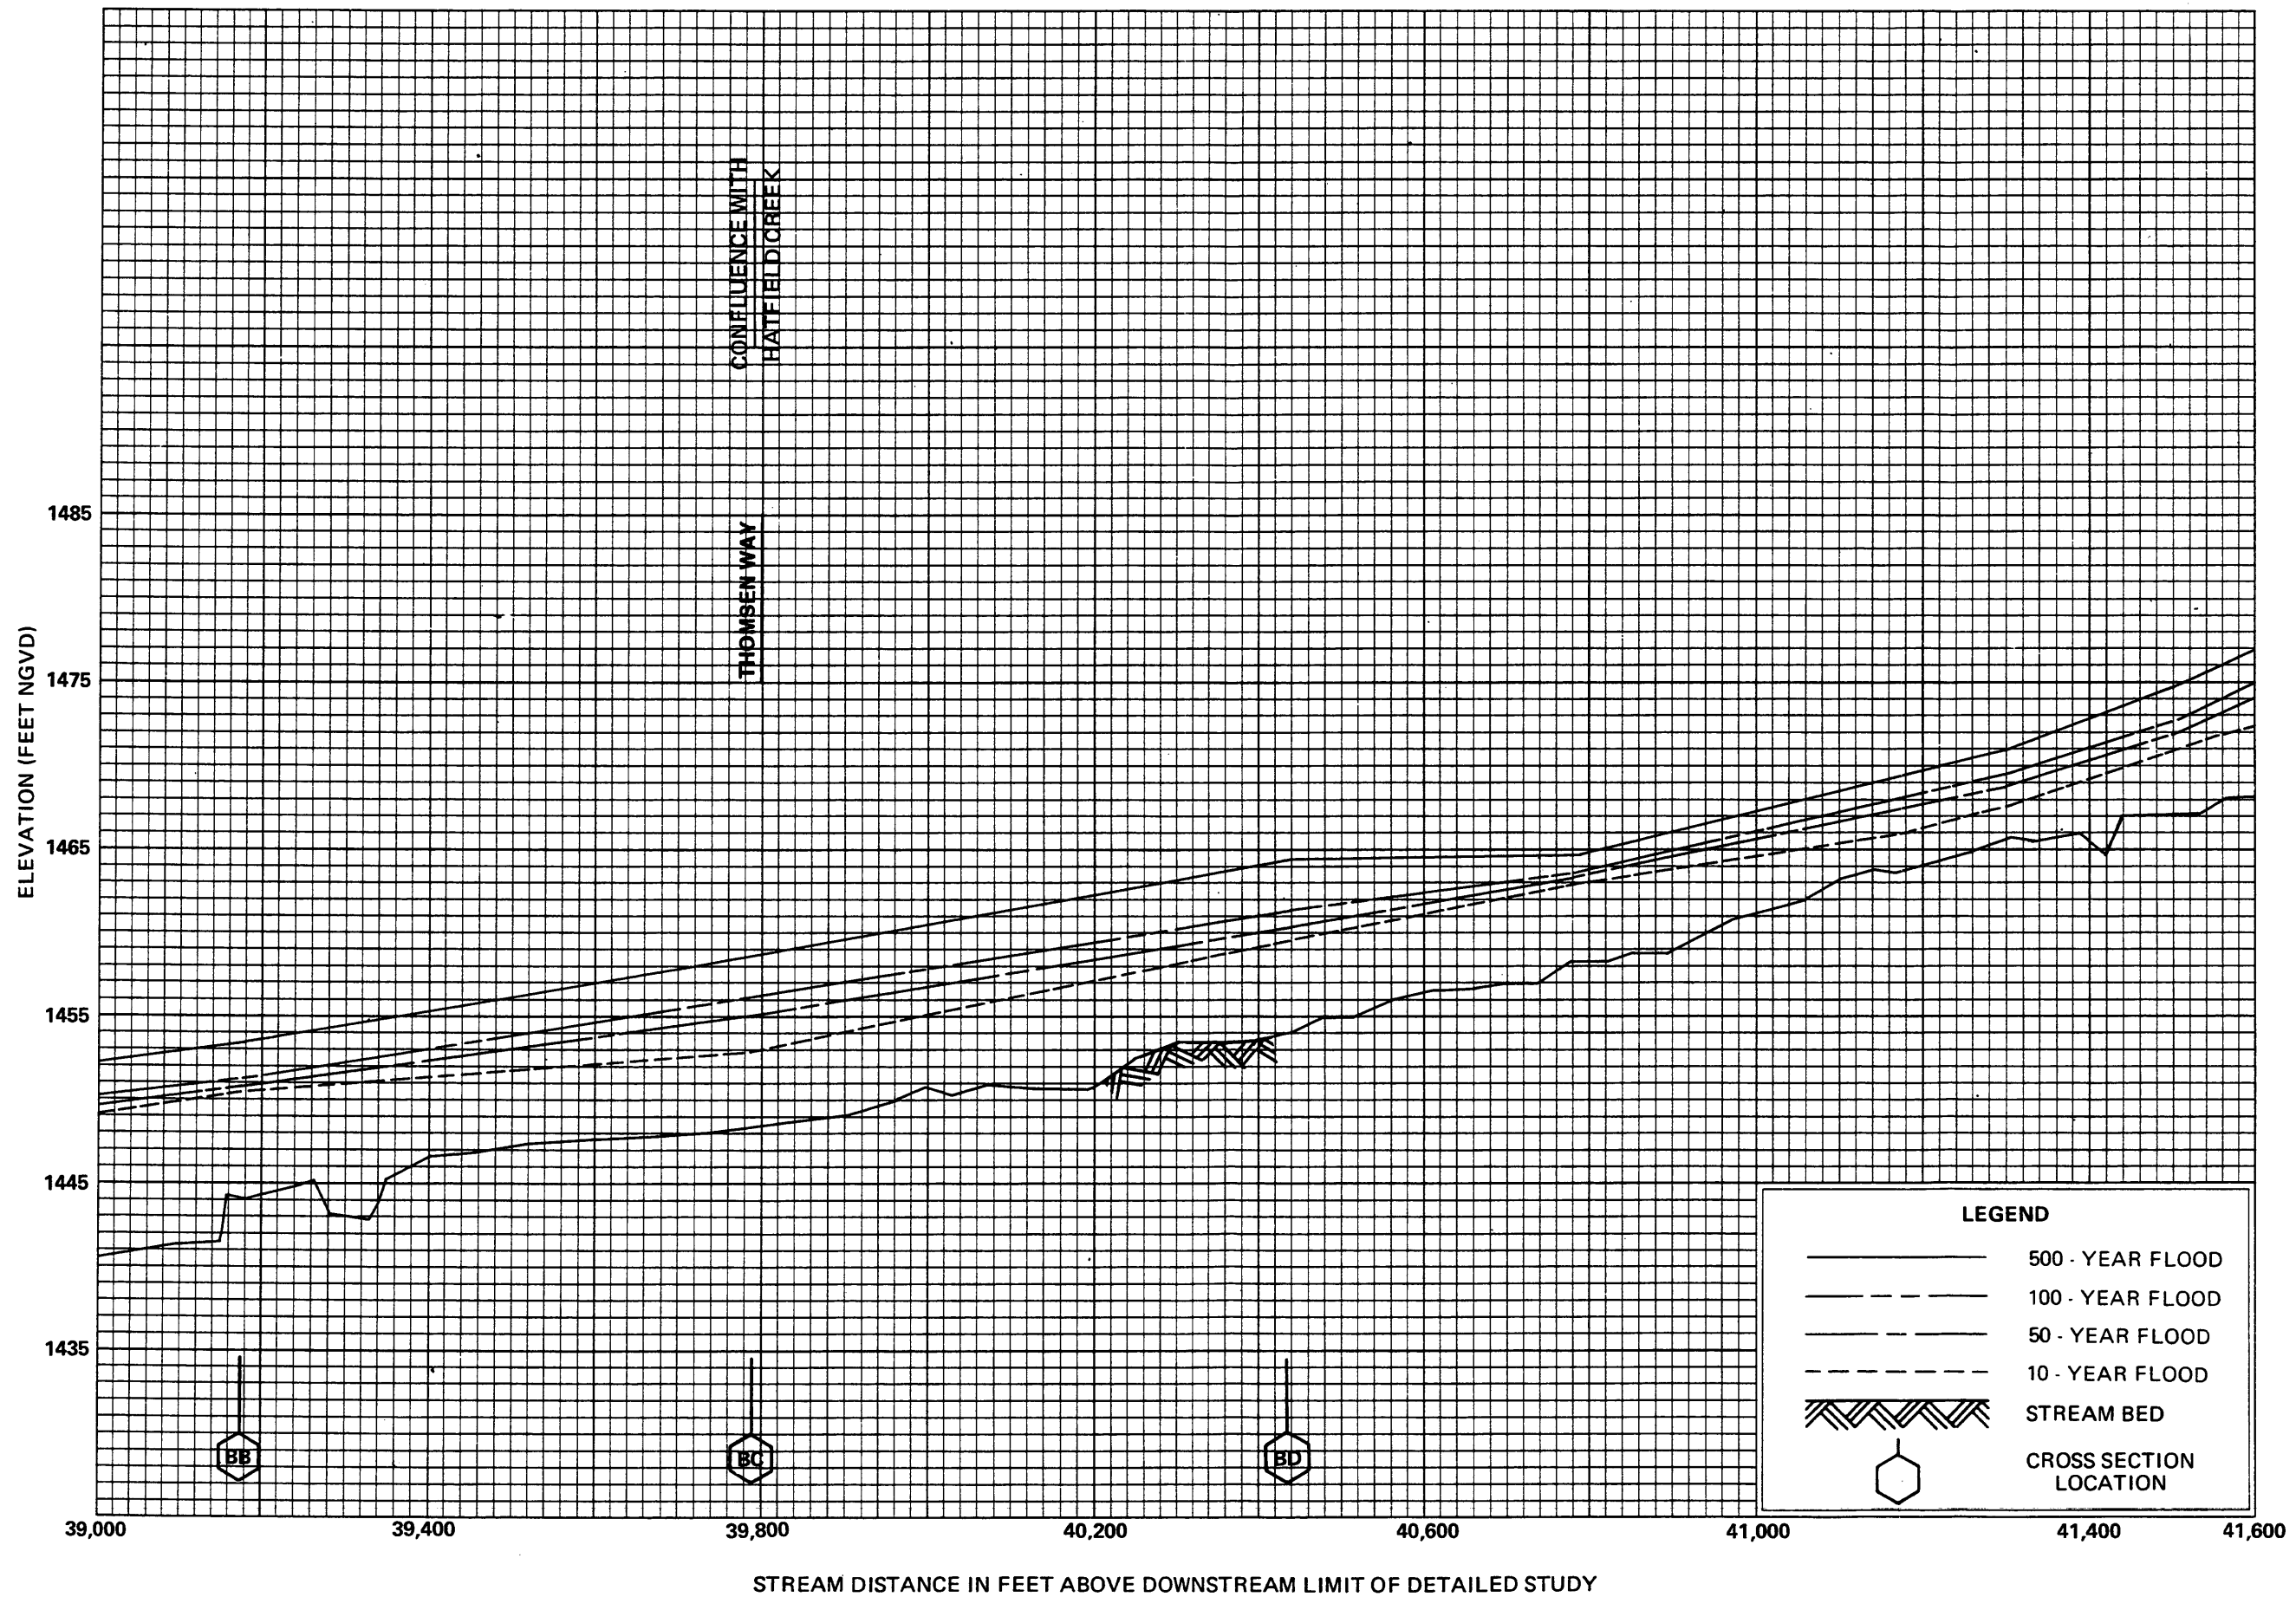 CONFLUENCE WITH
HATFIELD CREEK
THOMSEN WAY
ELEVATION (FEET NGVD)
1485
1475
1465
1455
1445
1435
BB
BC
BD
LEGEND
500 - YEAR FLOOD
100 - YEAR FLOOD
50 - YEAR FLOOD
10 - YEAR FLOOD
STREAM BED
CROSS SECTION
LOCATION
39,000
39,400
39,800
40,200
40,600
41,000
41,400
41,600
STREAM DISTANCE IN FEET ABOVE DOWNSTREAM LIMIT OF DETAILED STUDY